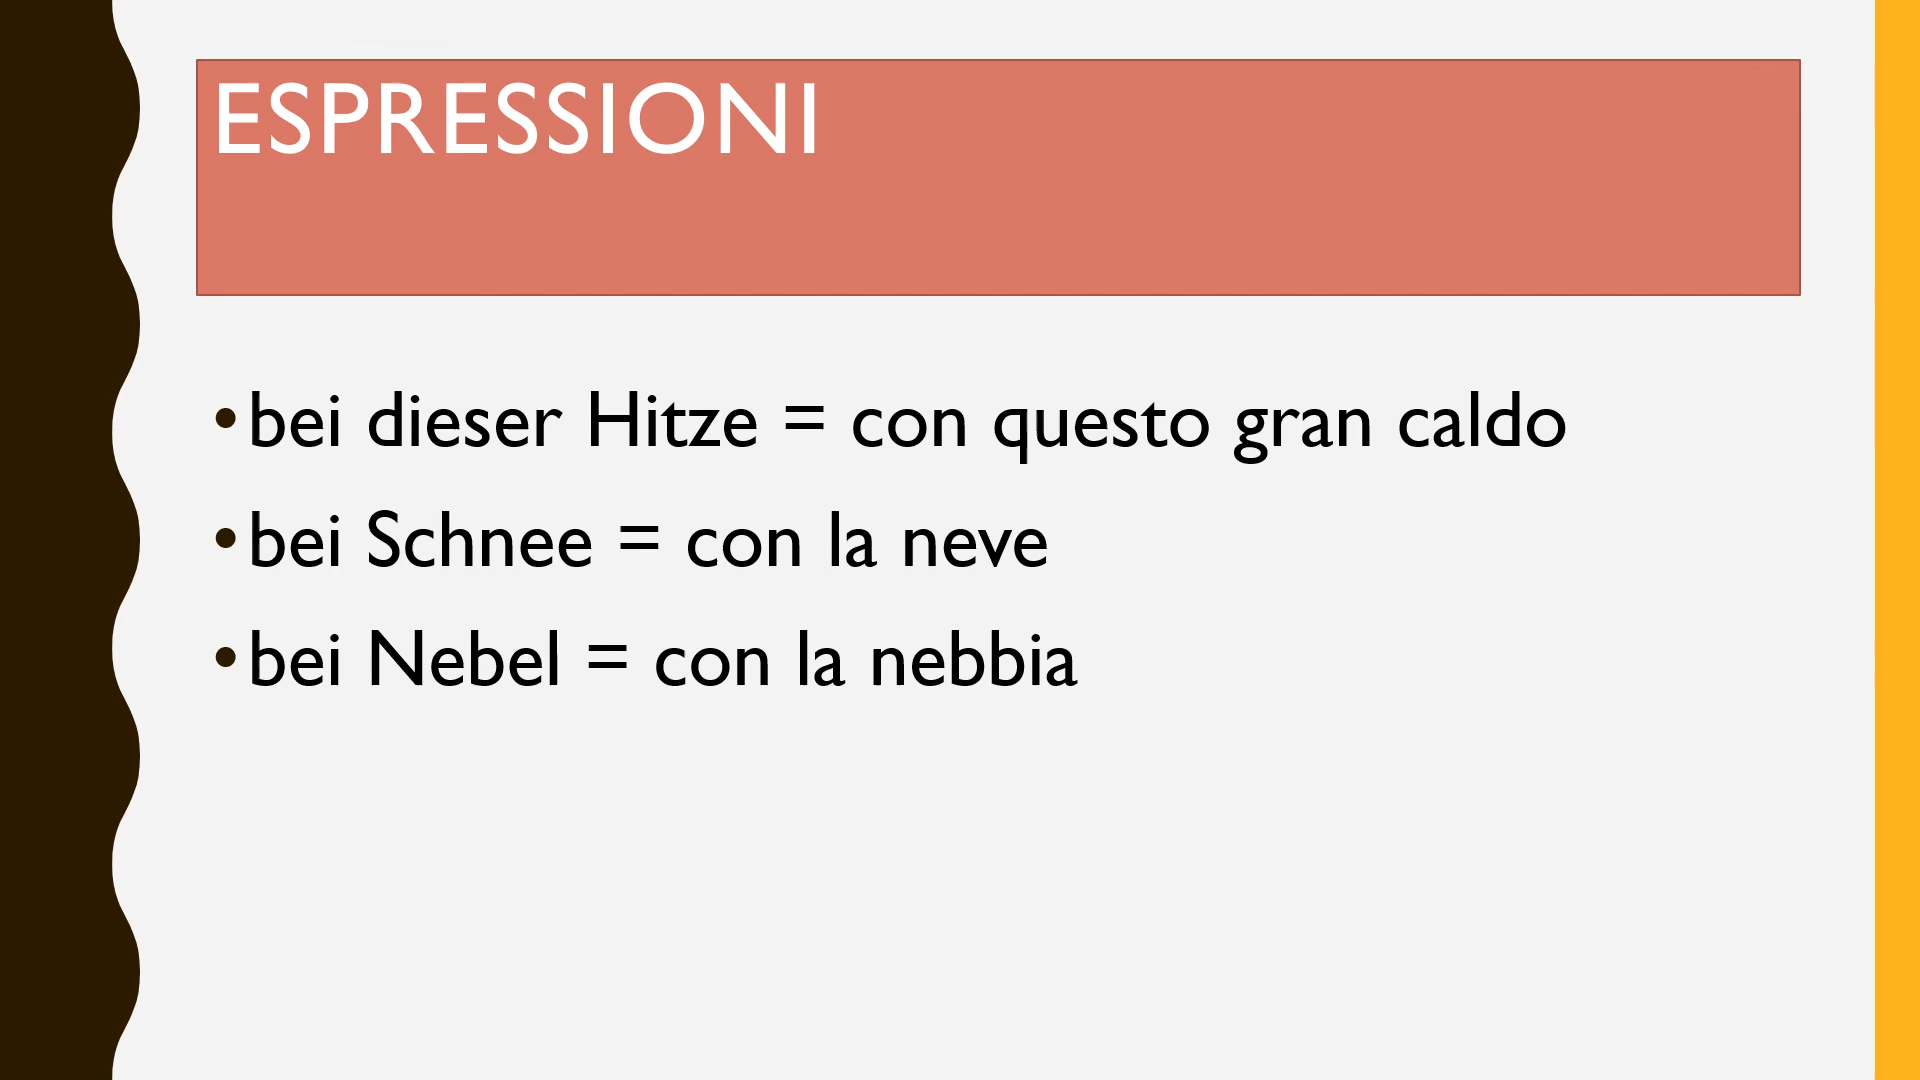 ESPRESSIONI
•bei dieser Hitze = con questo gran caldo
•bei Schnee = con la neve
•bei Nebel = con la nebbia